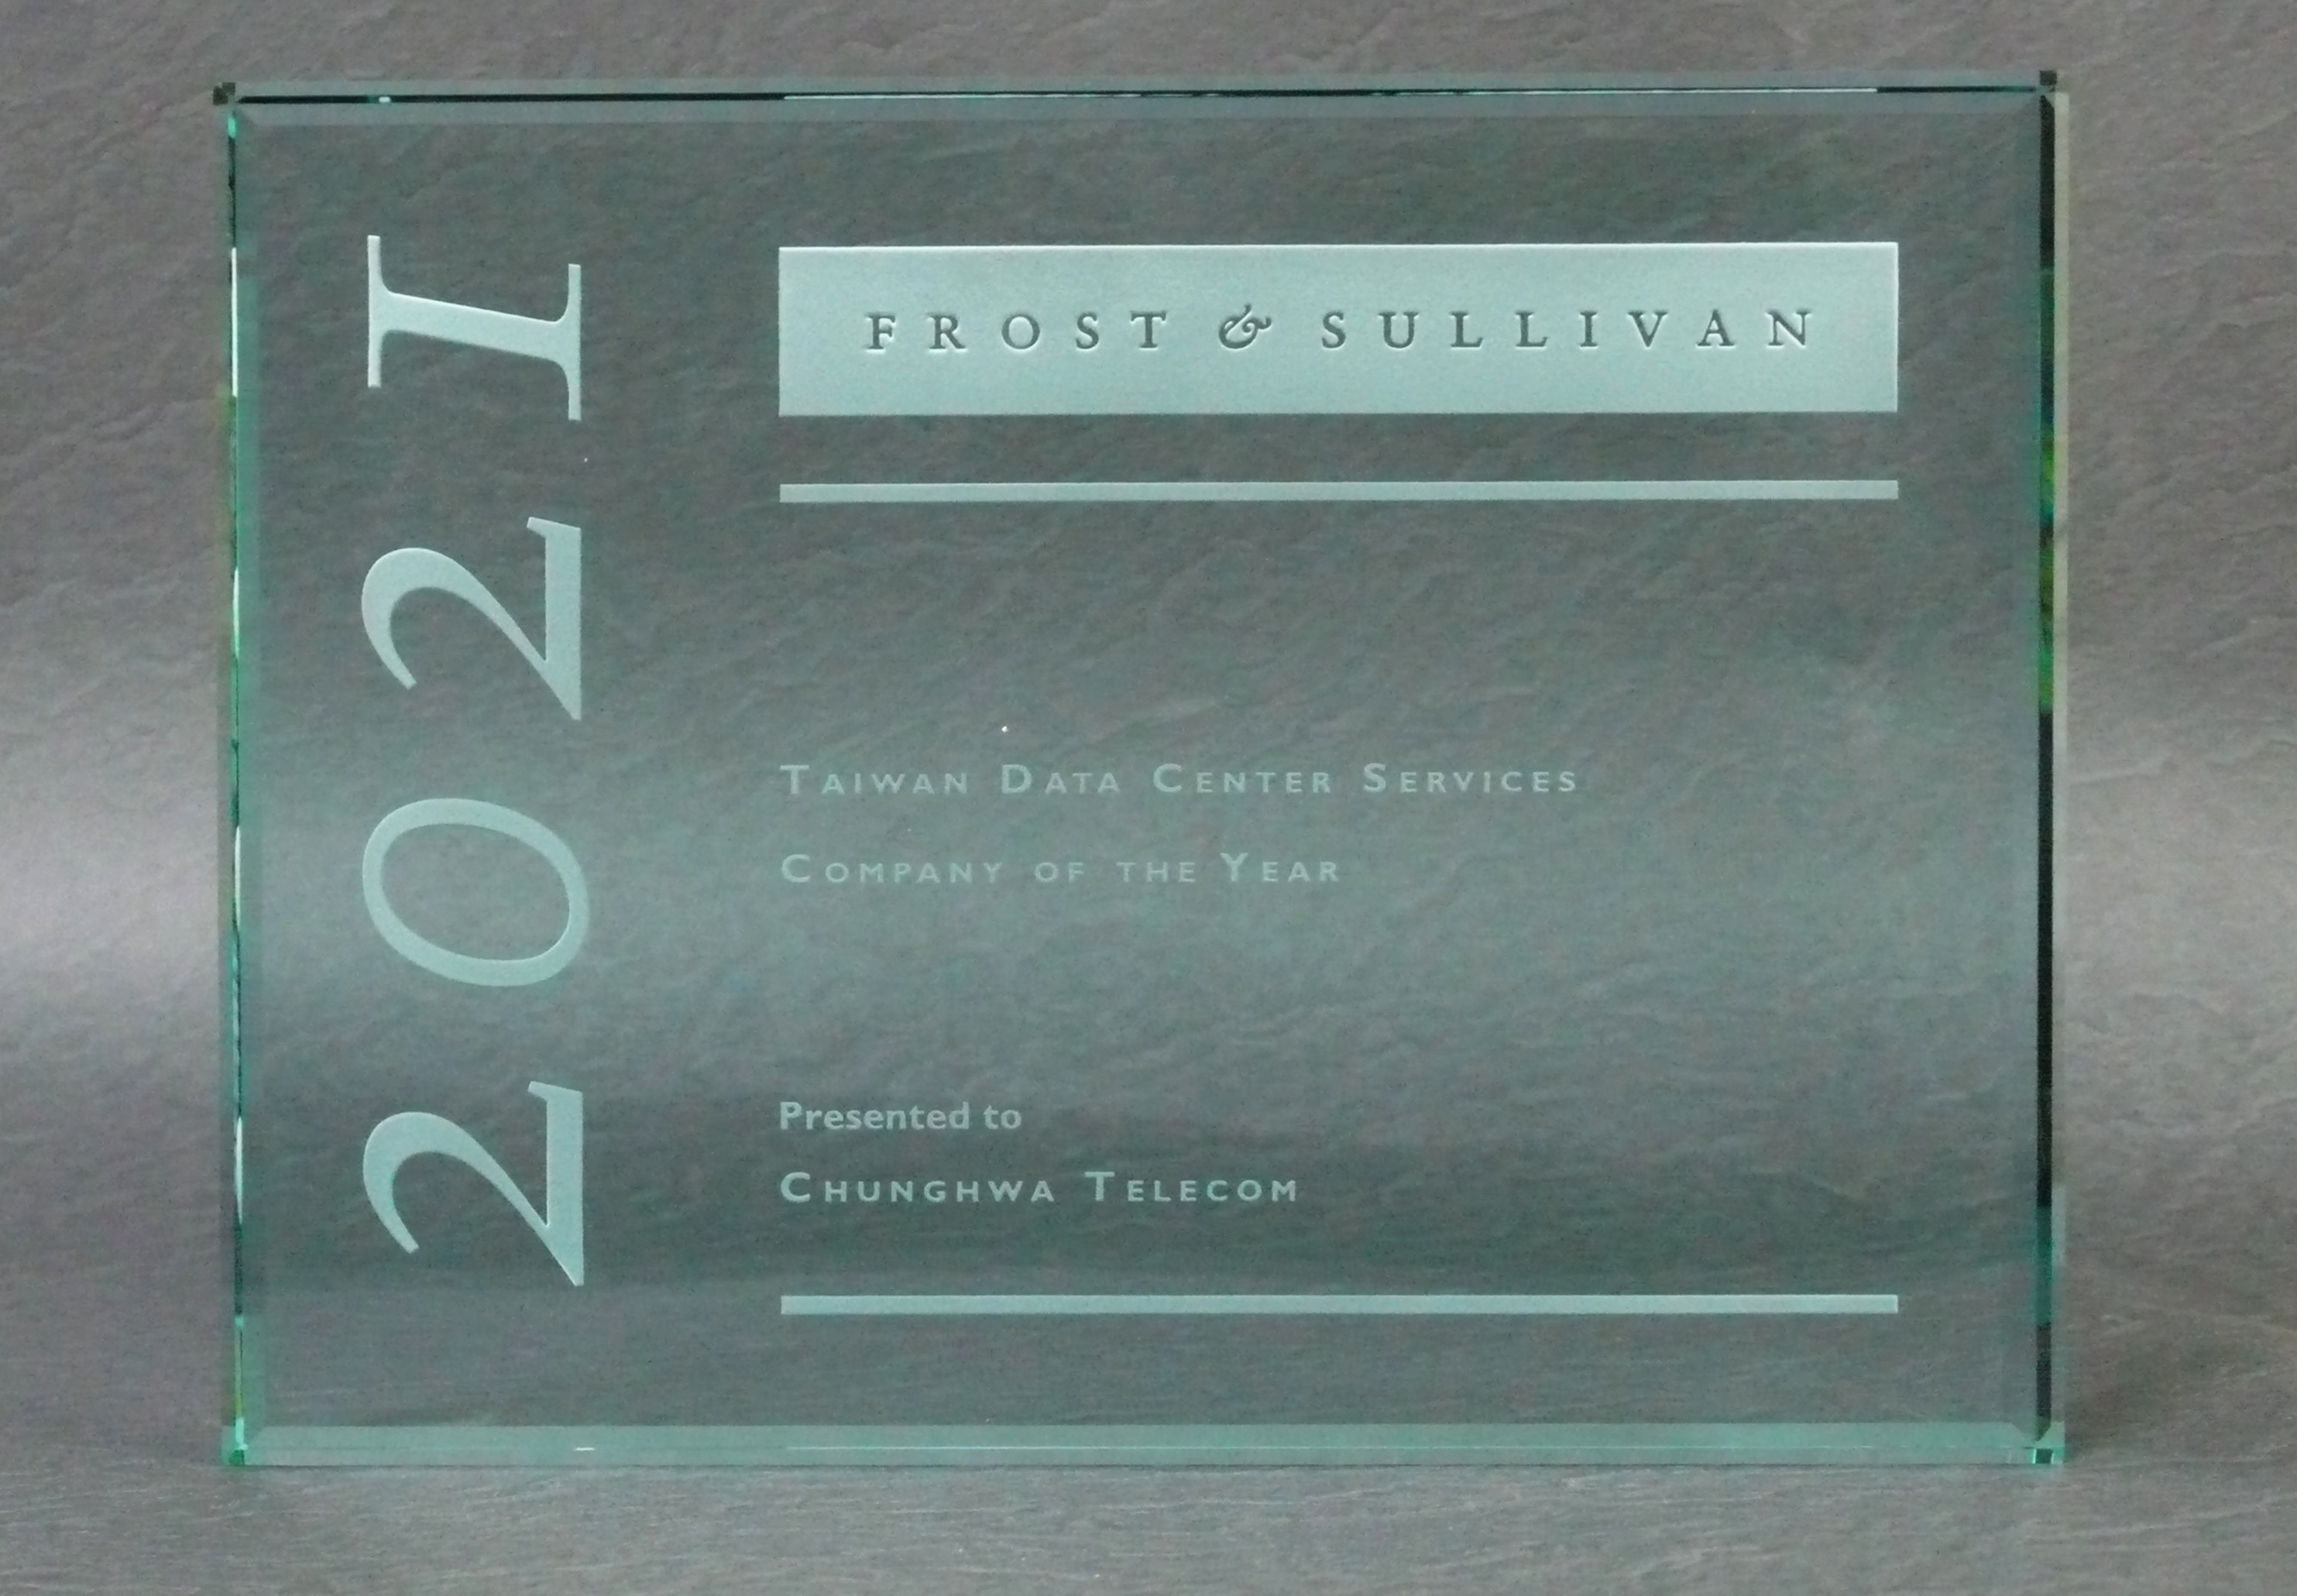 2021
FROST & SULLIVAN
TAIWAN DATA CENTER SERVICES
COMPANY OF THE YEAR
Presented to
CHUNGHWA TELECOM